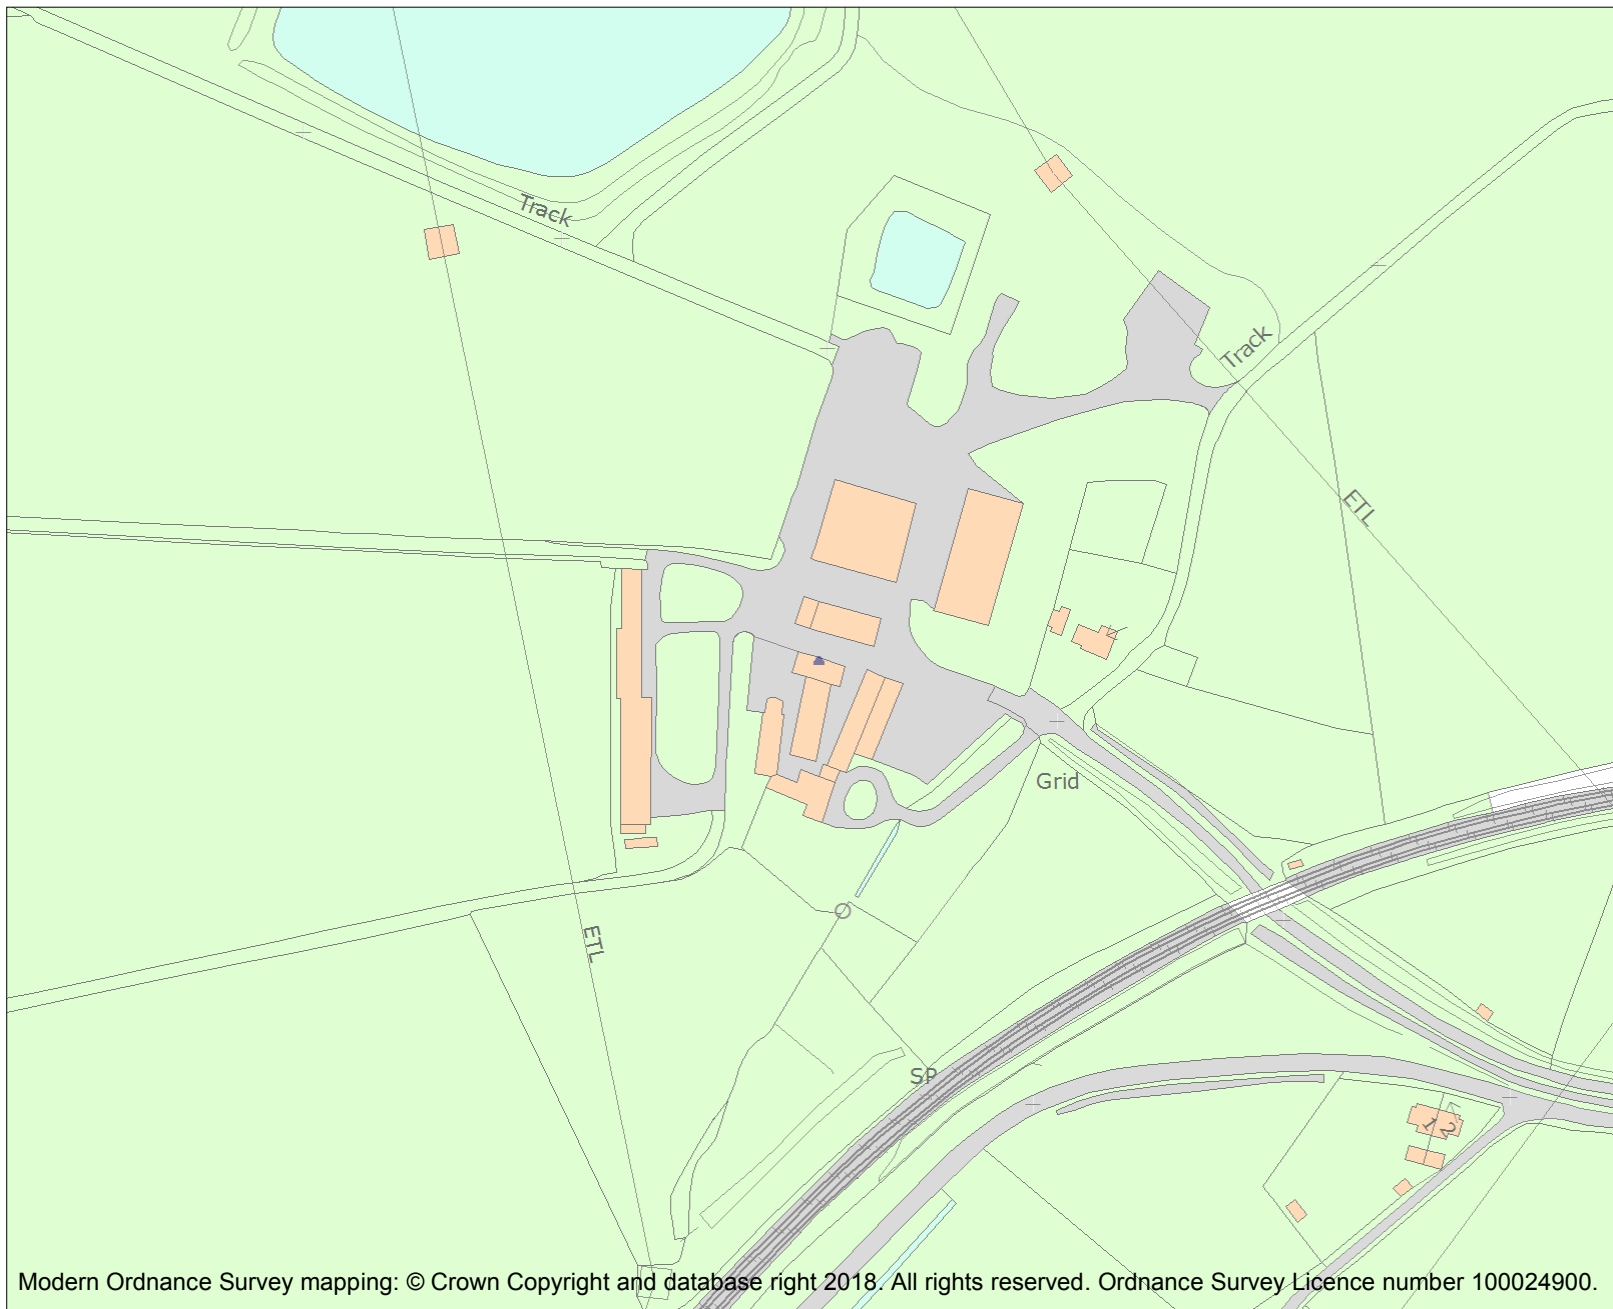 Track
Track
ETL
Grid
ETL
SP
1
2
Modern Ordnance Survey mapping: © Crown Copyright and database right 2018. All rights reserved. Ordnance Survey Licence number 100024900.